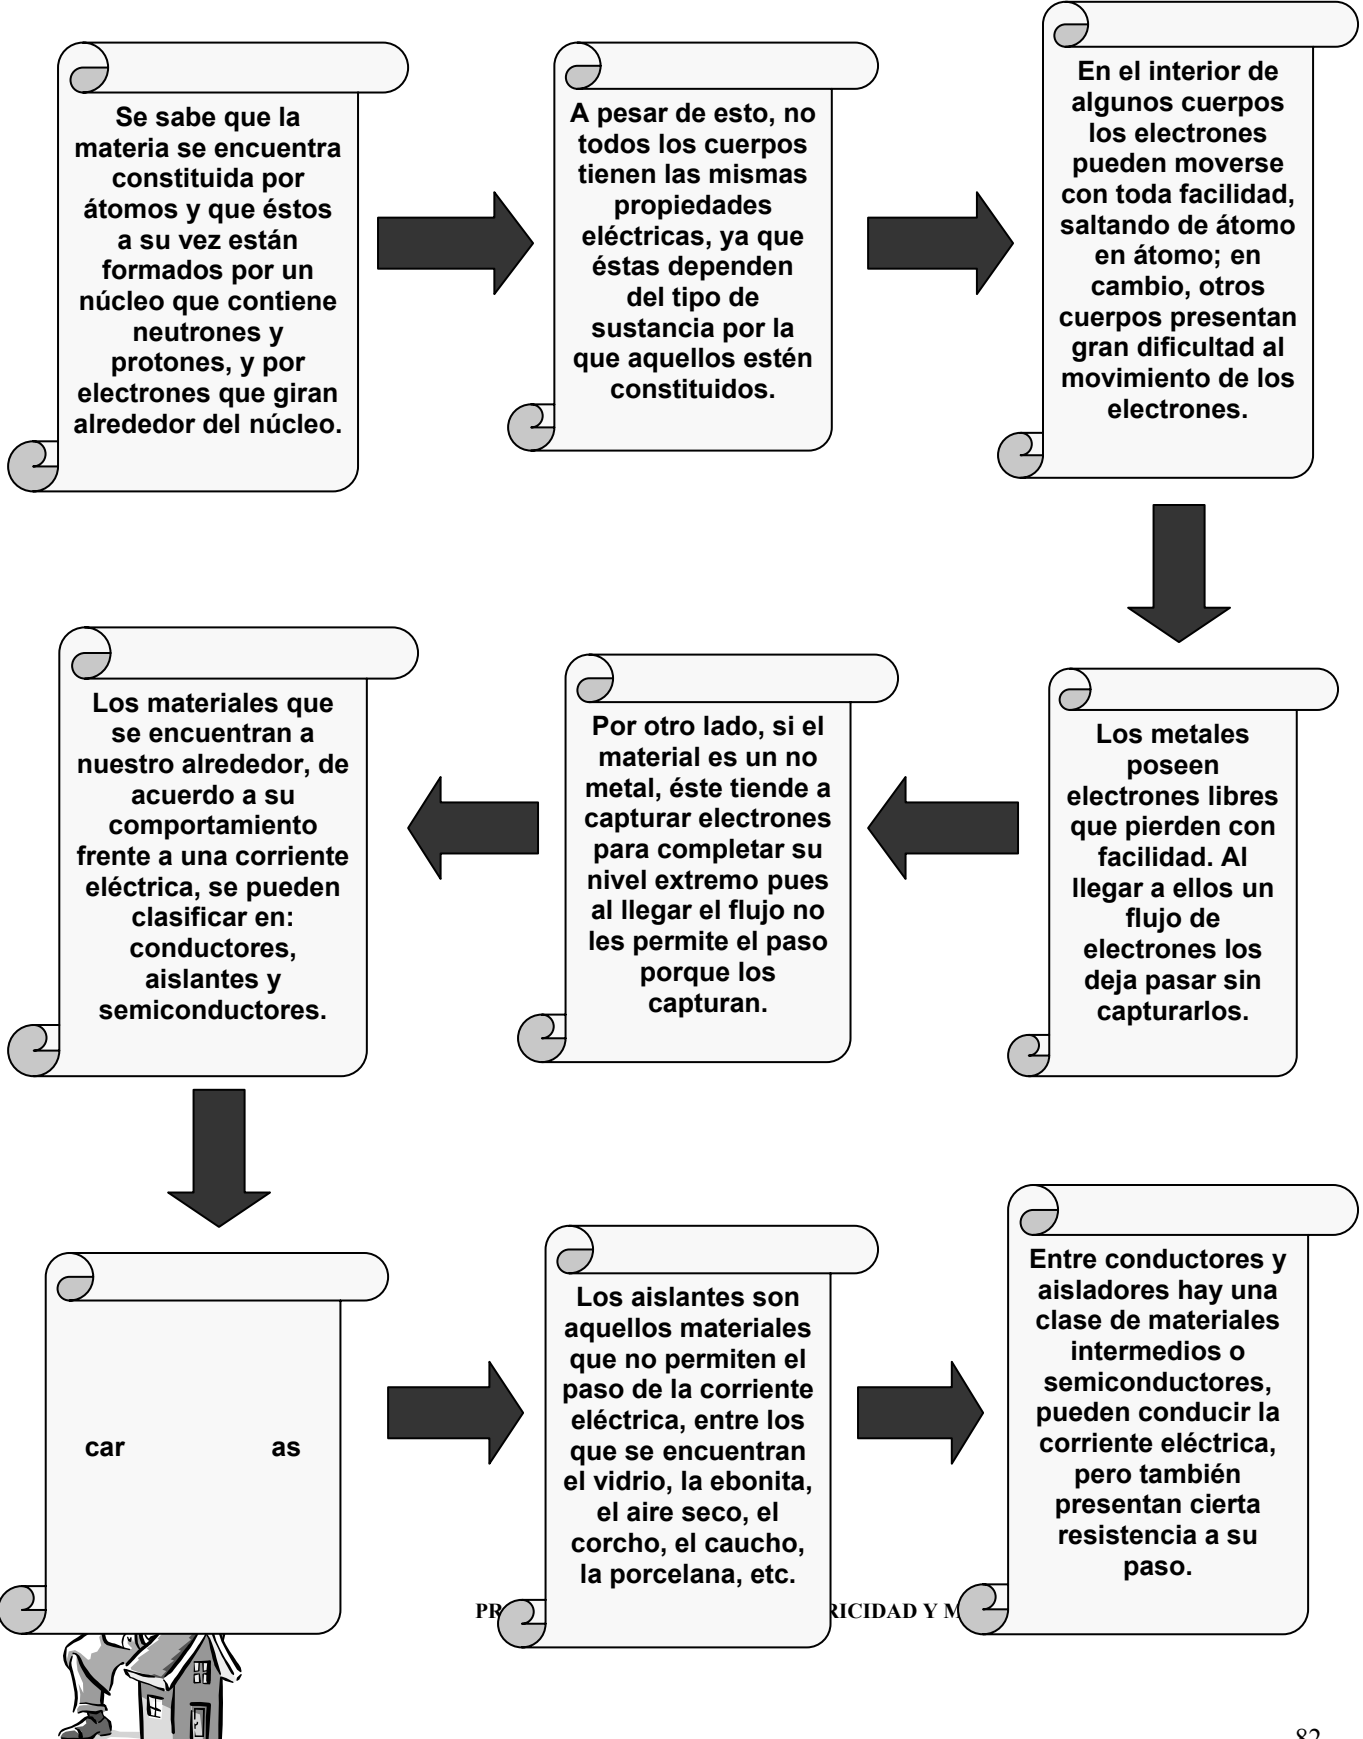 Se sabe que la
materia se encuentra
constituida por
átomos y que éstos
a su vez están
formados por un
núcleo que contiene
neutrones y
protones, y por
electrones que giran
alrededor del núcleo.
A pesar de esto, no
todos los cuerpos
tienen las mismas
propiedades
eléctricas, ya que
éstas dependen
del tipo de
sustancia por la
que aquellos estén
constituidos.
En el interior de
algunos cuerpos
los electrones
pueden moverse
con toda facilidad,
saltando de átomo
en átomo; en
cambio, otros
cuerpos presentan
gran dificultad al
movimiento de los
electrones.
Los metales
poseen
electrones libres
que pierden con
facilidad. Al
llegar a ellos un
flujo de
electrones los
deja pasar sin
capturarlos.
Por otro lado, si el
material es un no
metal, éste tiende a
capturar electrones
para completar su
nivel extremo pues
al llegar el flujo no
les permite el paso
porque los
capturan.
Los materiales que
se encuentran a
nuestro alrededor, de
acuerdo a su
comportamiento
frente a una corriente
eléctrica, se pueden
clasificar en:
conductores,
aislantes y
semiconductores.
car as
Los aislantes son
aquellos materiales
que no permiten el
paso de la corriente
eléctrica, entre los
que se encuentran
el vidrio, la ebonita,
el aire seco, el
corcho, el caucho,
la porcelana, etc.
Entre conductores y
aisladores hay una
clase de materiales
intermedios o
semiconductores,
pueden conducir la
corriente eléctrica,
pero también
presentan cierta
resistencia a su
paso.
PR RICIDAD Y M
82